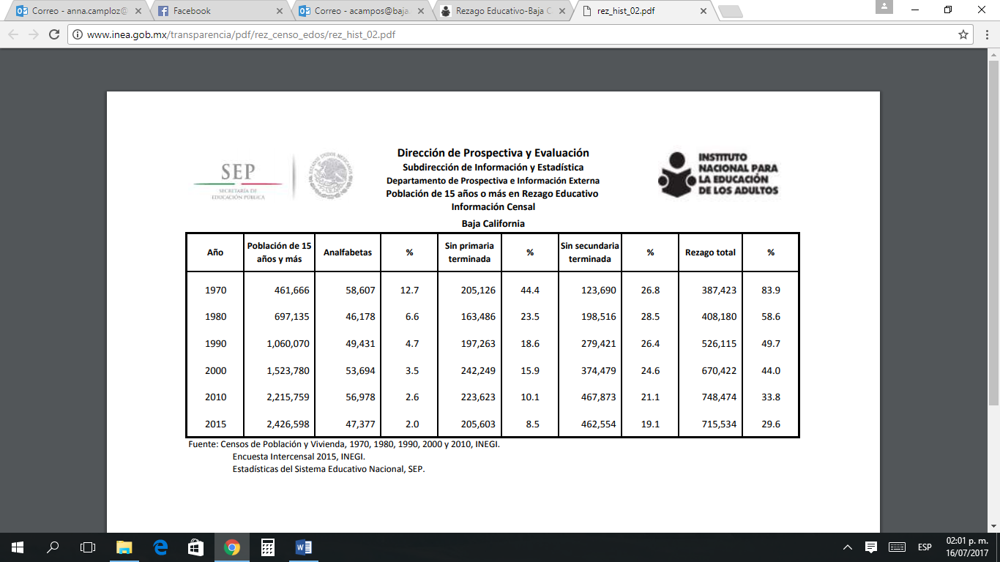 Correo - anna.camploz@
Facebook
Correo - acampos@baja.
Rezago Educativo-Baja C
rez_hist_02.pdf
www.inea.gob.mx/transparencia/pdf/rez_censo_edos/rez_hist_02.pdf
SEP
SECRETARÍA DE
EDUCACIÓN PÚBLICA
ESTADOS UNIDOS MEXICANOS
Dirección de Prospectiva y Evaluación
Subdirección de Información y Estadística
Departamento de Prospectiva e Información Externa
Población de 15 años o más en Rezago Educativo
Información Censal
Baja California
INSTITUTO
NACIONAL PARA
LA EDUCACIÓN
DE LOS ADULTOS
Año Población de 15 años y más Analfabetas % Sin primaria terminada % Sin secundaria terminada % Rezago total %
1970 461,666 58,607 12.7 205,126 44.4 123,690 26.8 387,423 83.9
1980 697,135 46,178 6.6 163,486 23.5 198,516 28.5 408,180 58.6
1990 1,060,070 49,431 4.7 197,263 18.6 279,421 26.4 526,115 49.7
2000 1,523,780 53,694 3.5 242,249 15.9 374,479 24.6 670,422 44.0
2010 2,215,759 56,978 2.6 223,623 10.1 467,873 21.1 748,474 33.8
2015 2,426,598 47,377 2.0 205,603 8.5 462,554 19.1 715,534 29.6
Fuente: Censos de Población y Vivienda, 1970, 1980, 1990, 2000 y 2010, INEGI.
Encuesta Intercensal 2015, INEGI.
Estadísticas del Sistema Educativo Nacional, SEP.
ESP
02:01 p. m.
16/07/2017